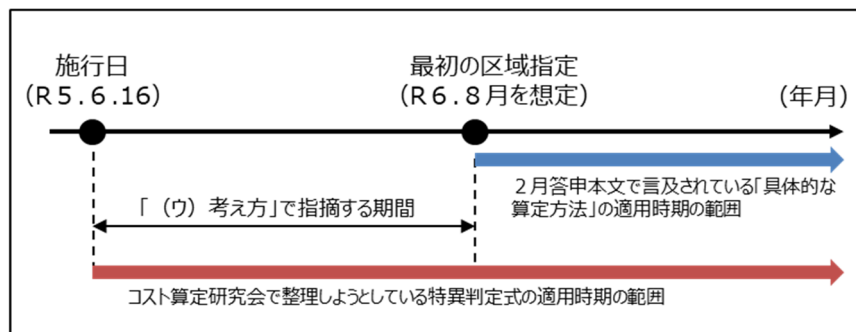 施行日
（Ｒ５.６.16）
最初の区域指定
（Ｒ６.８月を想定）
（年月）
２月答申本文で言及されている「具体的な
算定方法」の適用時期の範囲
「（ウ）考え方」で指摘する期間
コスト算定研究会で整理しようとしている特異判定式の適用時期の範囲